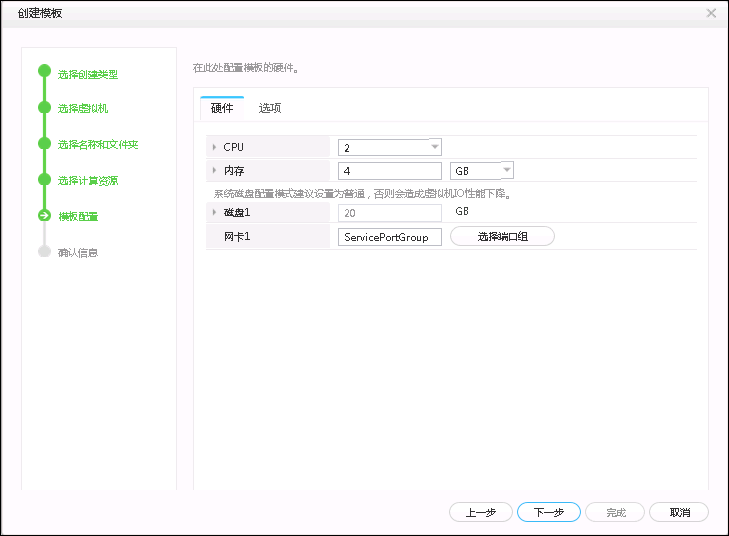 创建模板
选择创建类型
选择虚拟机
选择名称和文件夹
选择计算资源
模板配置
确认信息
在此处配置模板的硬件。
硬件 选项
CPU 2
内存 4 GB
系统磁盘配置模式建议设置为普通，否则会造成虚拟机IO性能下降。
磁盘1 20 GB
网卡1 ServicePortGroup 选择端口组
上一步 下一步 完成 取消